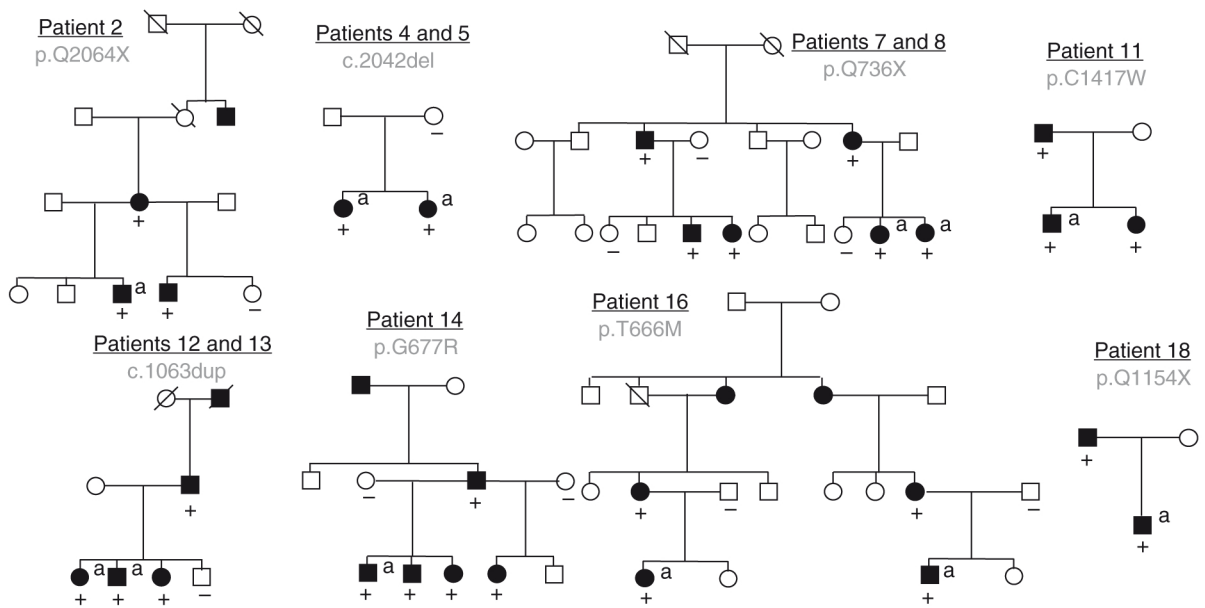 Patient 2
p.Q2064X
Patients 4 and 5
c.2042del
Patients 7 and 8
p.Q736X
Patient 11
p.C1417W
−
+ −
+
+
a a
+ +
a a
− + + − + +
a
+ +
a
+ + −
Patients 12 and 13
c.1063dup
Patient 14
p.G677R
Patient 16
p.T666M
Patient 18
p.Q1154X
+
+
− + −
+ − + −
a
+
a a
+ + + −
a a
+ + + +
a
+
a
+